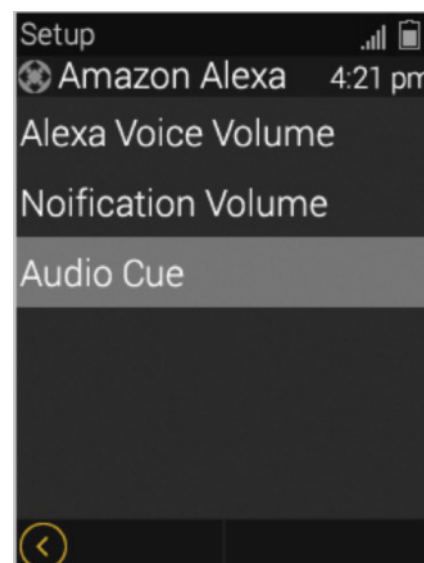 Setup
Amazon Alexa 4:21 pm
Alexa Voice Volume
Noification Volume
Audio Cue